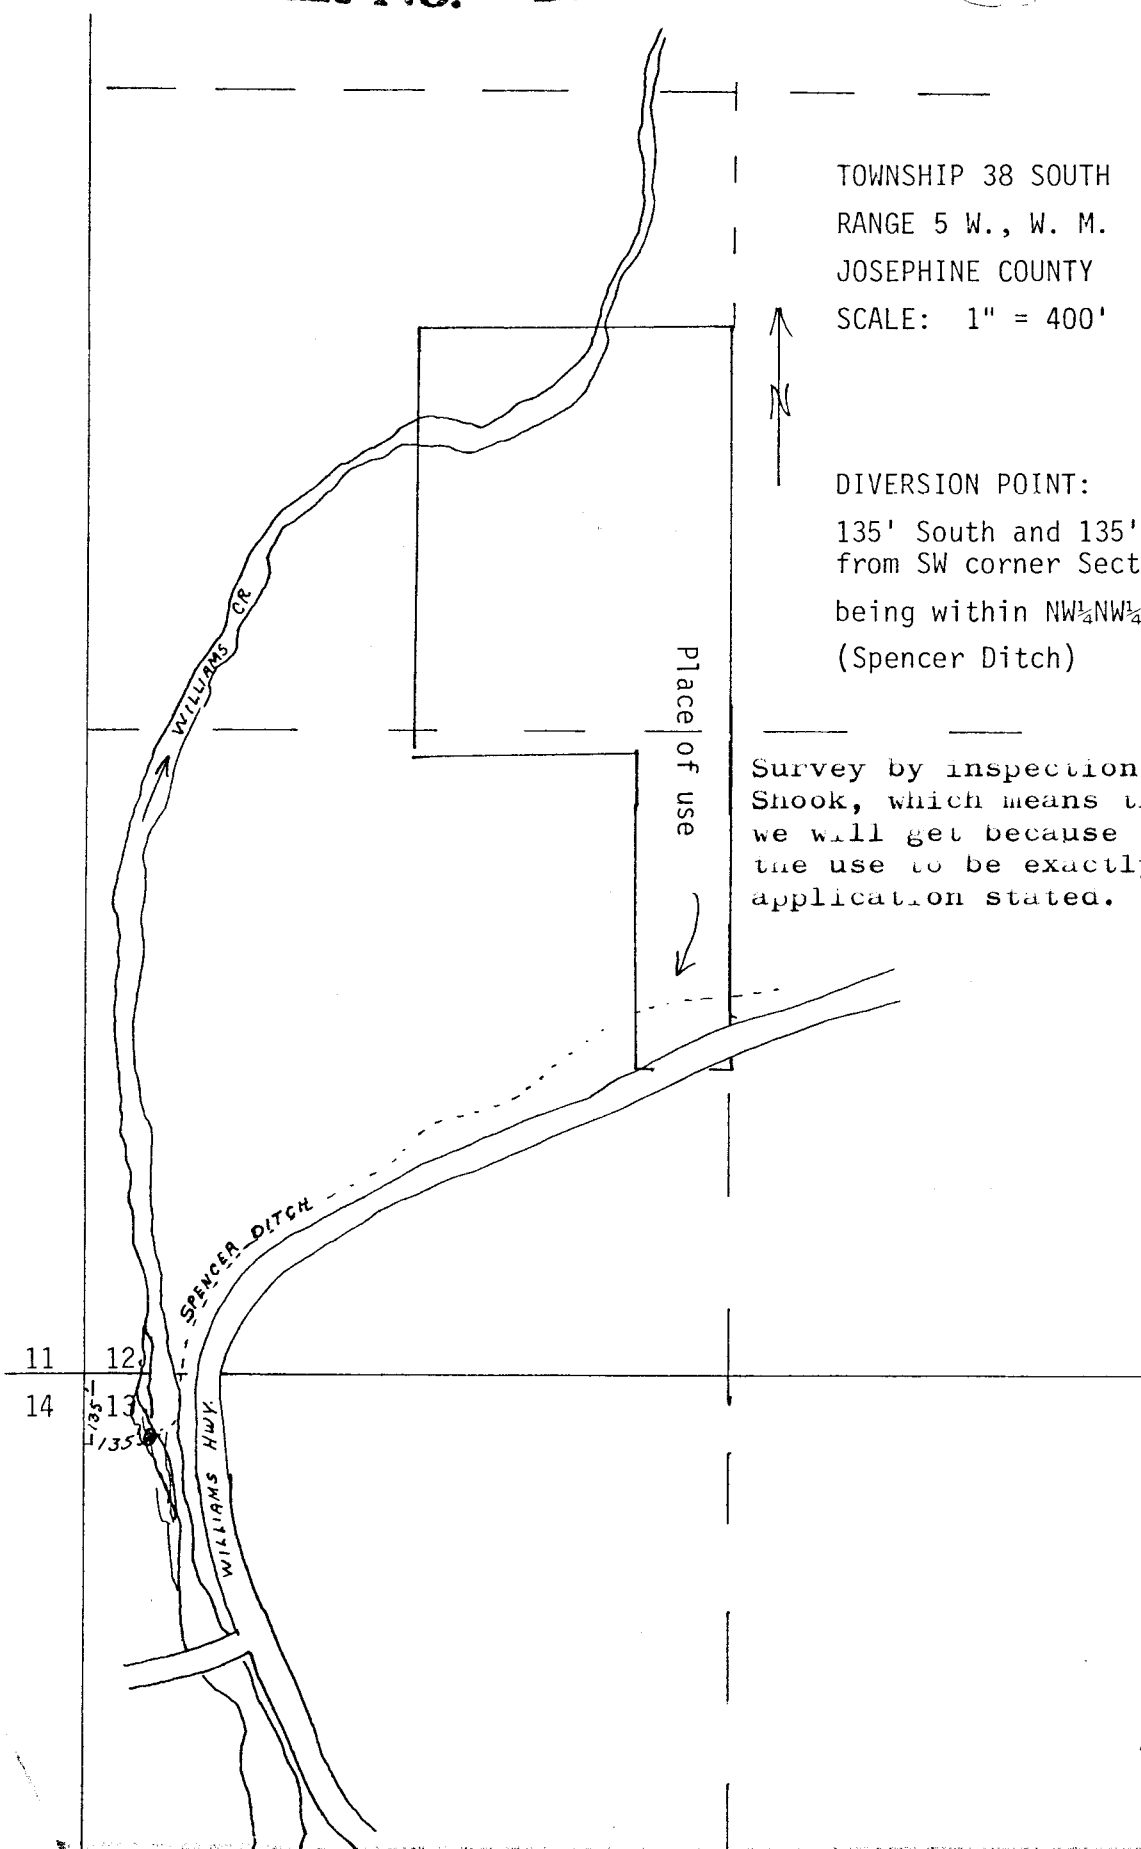 No.
TOWNSHIP 38 SOUTH
RANGE 5 W., W. M.
JOSEPHINE COUNTY
SCALE: 1" = 400'
N
DIVERSION POINT:
135' South and 135'
from SW corner Sect
being within NW¼NW¼
(Spencer Ditch)
Place of use
Survey by inspection
Shook, which means
we will get because
the use to be exactly
application stated.
WILLIAMS CR
SPENCER DITCH
11 12
14 13
135'
135
WILLIAMS HWY.